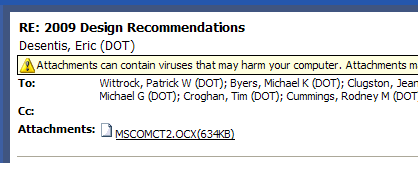 RE: 2009 Design Recommendations
Desentis, Eric (DOT)
Attachments can contain viruses that may harm your computer. Attachments m
To: Wittrock, Patrick W (DOT); Byers, Michael K (DOT); Clugston, Jean
Michael G (DOT); Croghan, Tim (DOT); Cummings, Rodney M (DOT
Cc:
Attachments: MSCOMCT2.OCX(634KB)